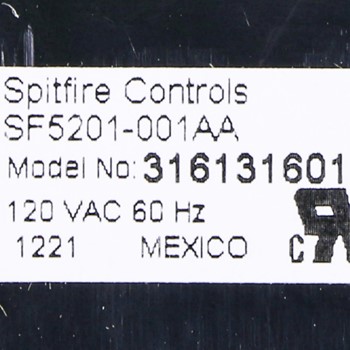 Spitfire Controls
SF5201-001AA
Model No: 316131601
120 VAC 60 Hz
1221 MEXICO c